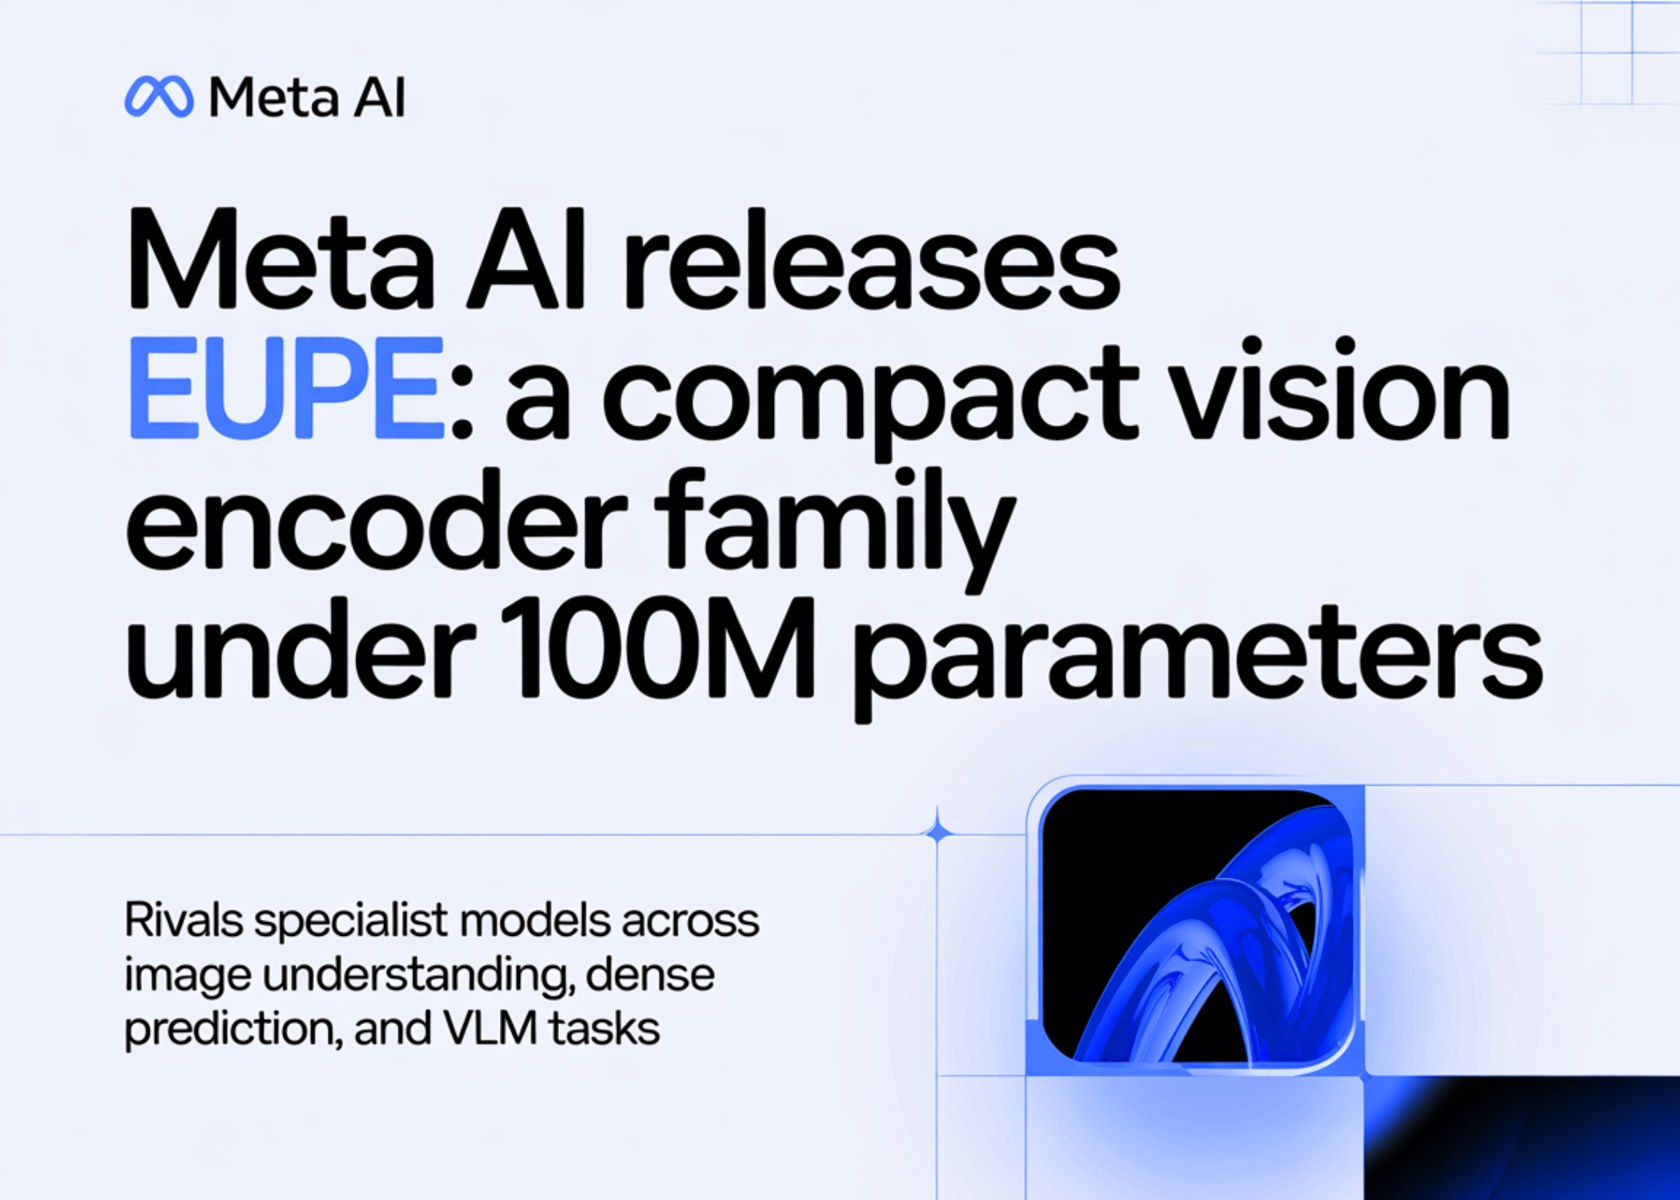 Meta AI
Meta AI releases
EUPE: a compact vision
encoder family
under 100M parameters
Rivals specialist models across
image understanding, dense
prediction, and VLM tasks